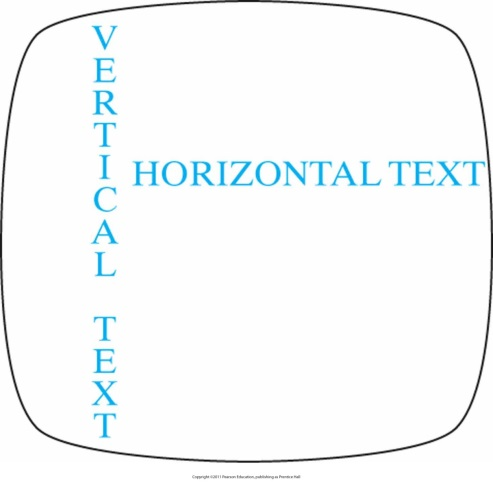 VERTICAL TEXT
HORIZONTAL TEXT
Copyright ©2011 Pearson Education, publishing as Prentice Hall